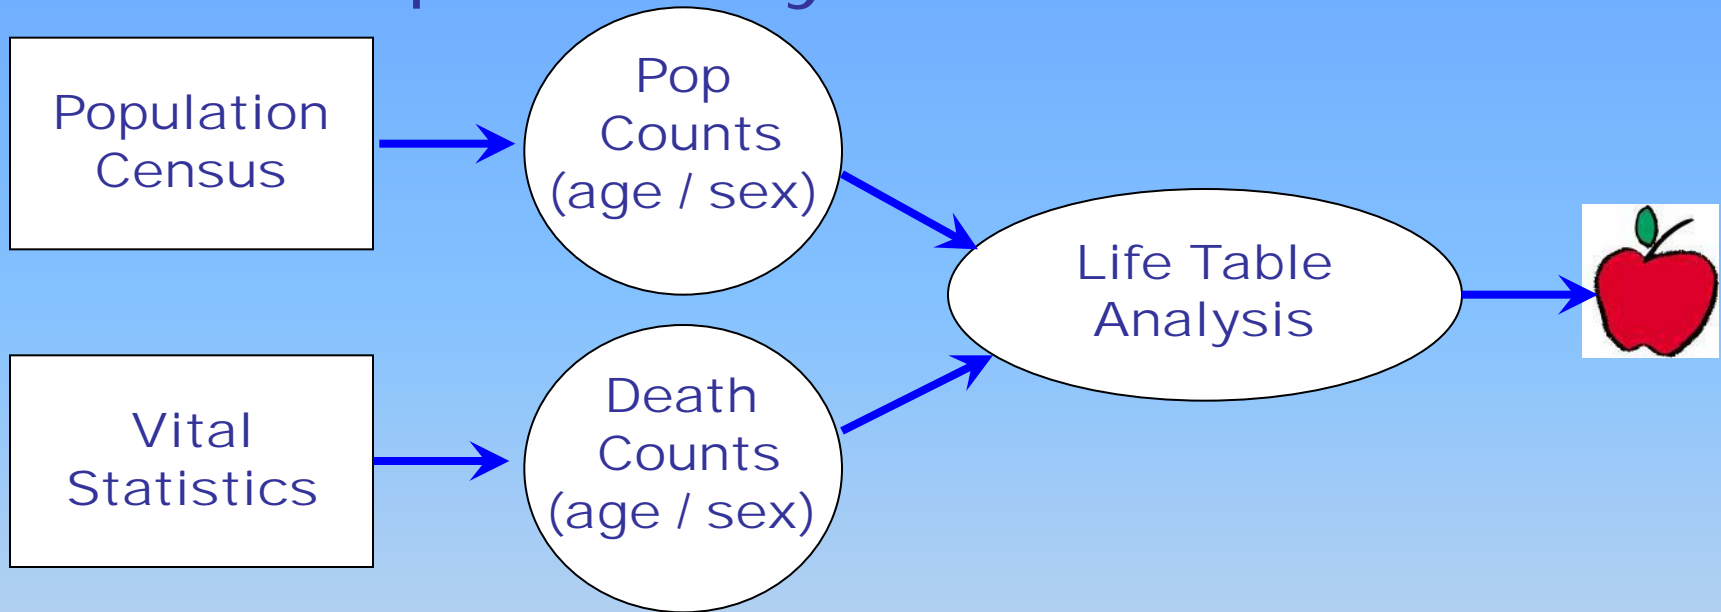 Population
Census
Pop
Counts
(age / sex)
Life Table
Analysis
Vital
Statistics
Death
Counts
(age / sex)